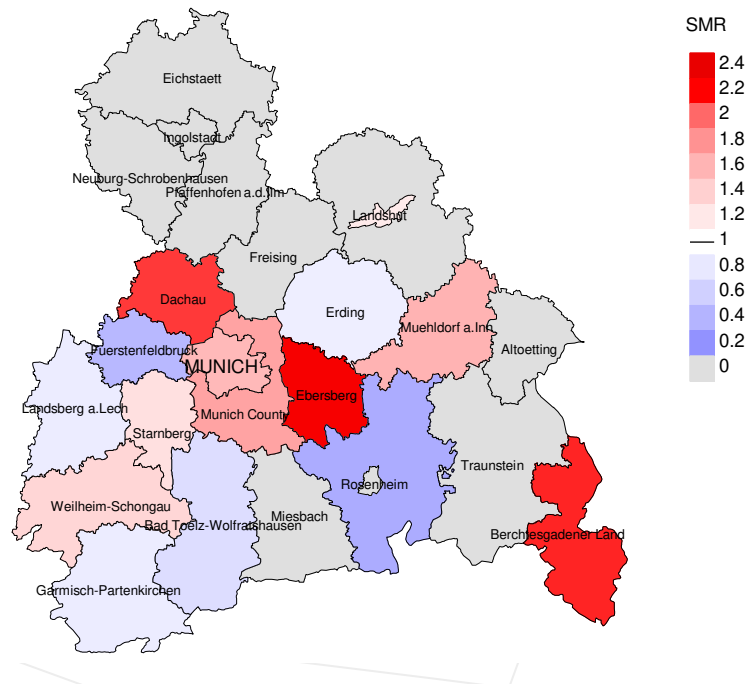 SMR
2.4
2.2
2
1.8
1.6
1.4
1.2
1
0.8
0.6
0.4
0.2
0
Eichstaett
Ingolstadt
Neuburg-Schrobenhausen
Pfaffenhofen a.d.Ilm
Landshut
Freising
Dachau
Erding
Muehldorf a.Inn
Fuerstenfeldbruck
Altoetting
MUNICH
Ebersberg
Landsberg a.Lech
Munich County
Starnberg
Traunstein
Rosenheim
Weilheim-Schongau
Miesbach
Bad Toelz-Wolfratshausen
Berchtesgadener Land
Garmisch-Partenkirchen